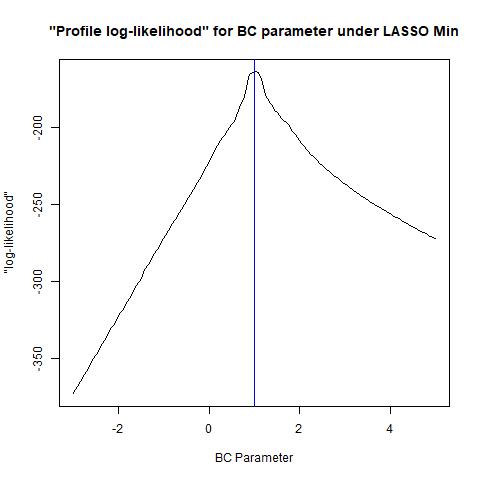 "Profile log-likelihood" for BC parameter under LASSO Min
"log-likelihood"
-200
-250
-300
-350
-2
0
2
4
BC Parameter